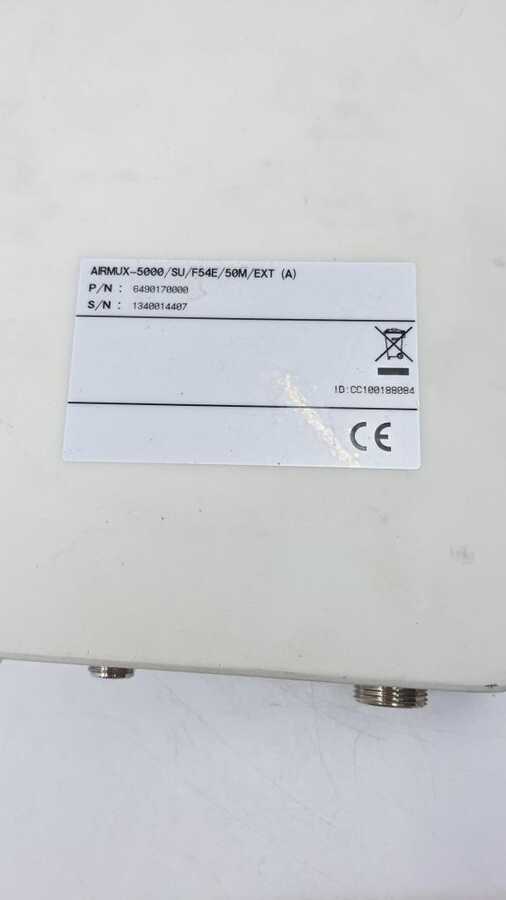 AIRMUX-5000/SU/F54E/50M/EXT (A)
P/N : 6490170000
S/N : 1340014407
ID:CC100188084
CE